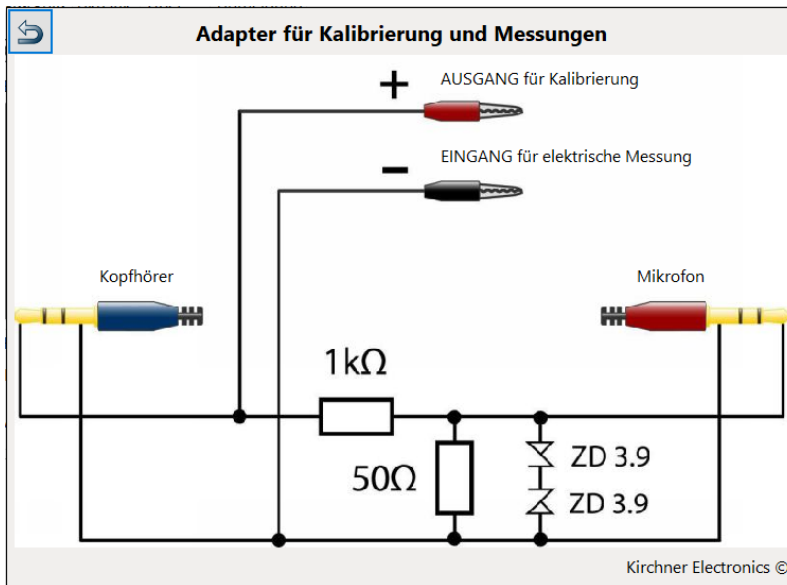 Adapter für Kalibrierung und Messungen
+
AUSGANG für Kalibrierung
−
EINGANG für elektrische Messung
Kopfhörer
Mikrofon
1kΩ
50Ω
ZD 3.9
ZD 3.9
Kirchner Electronics ©